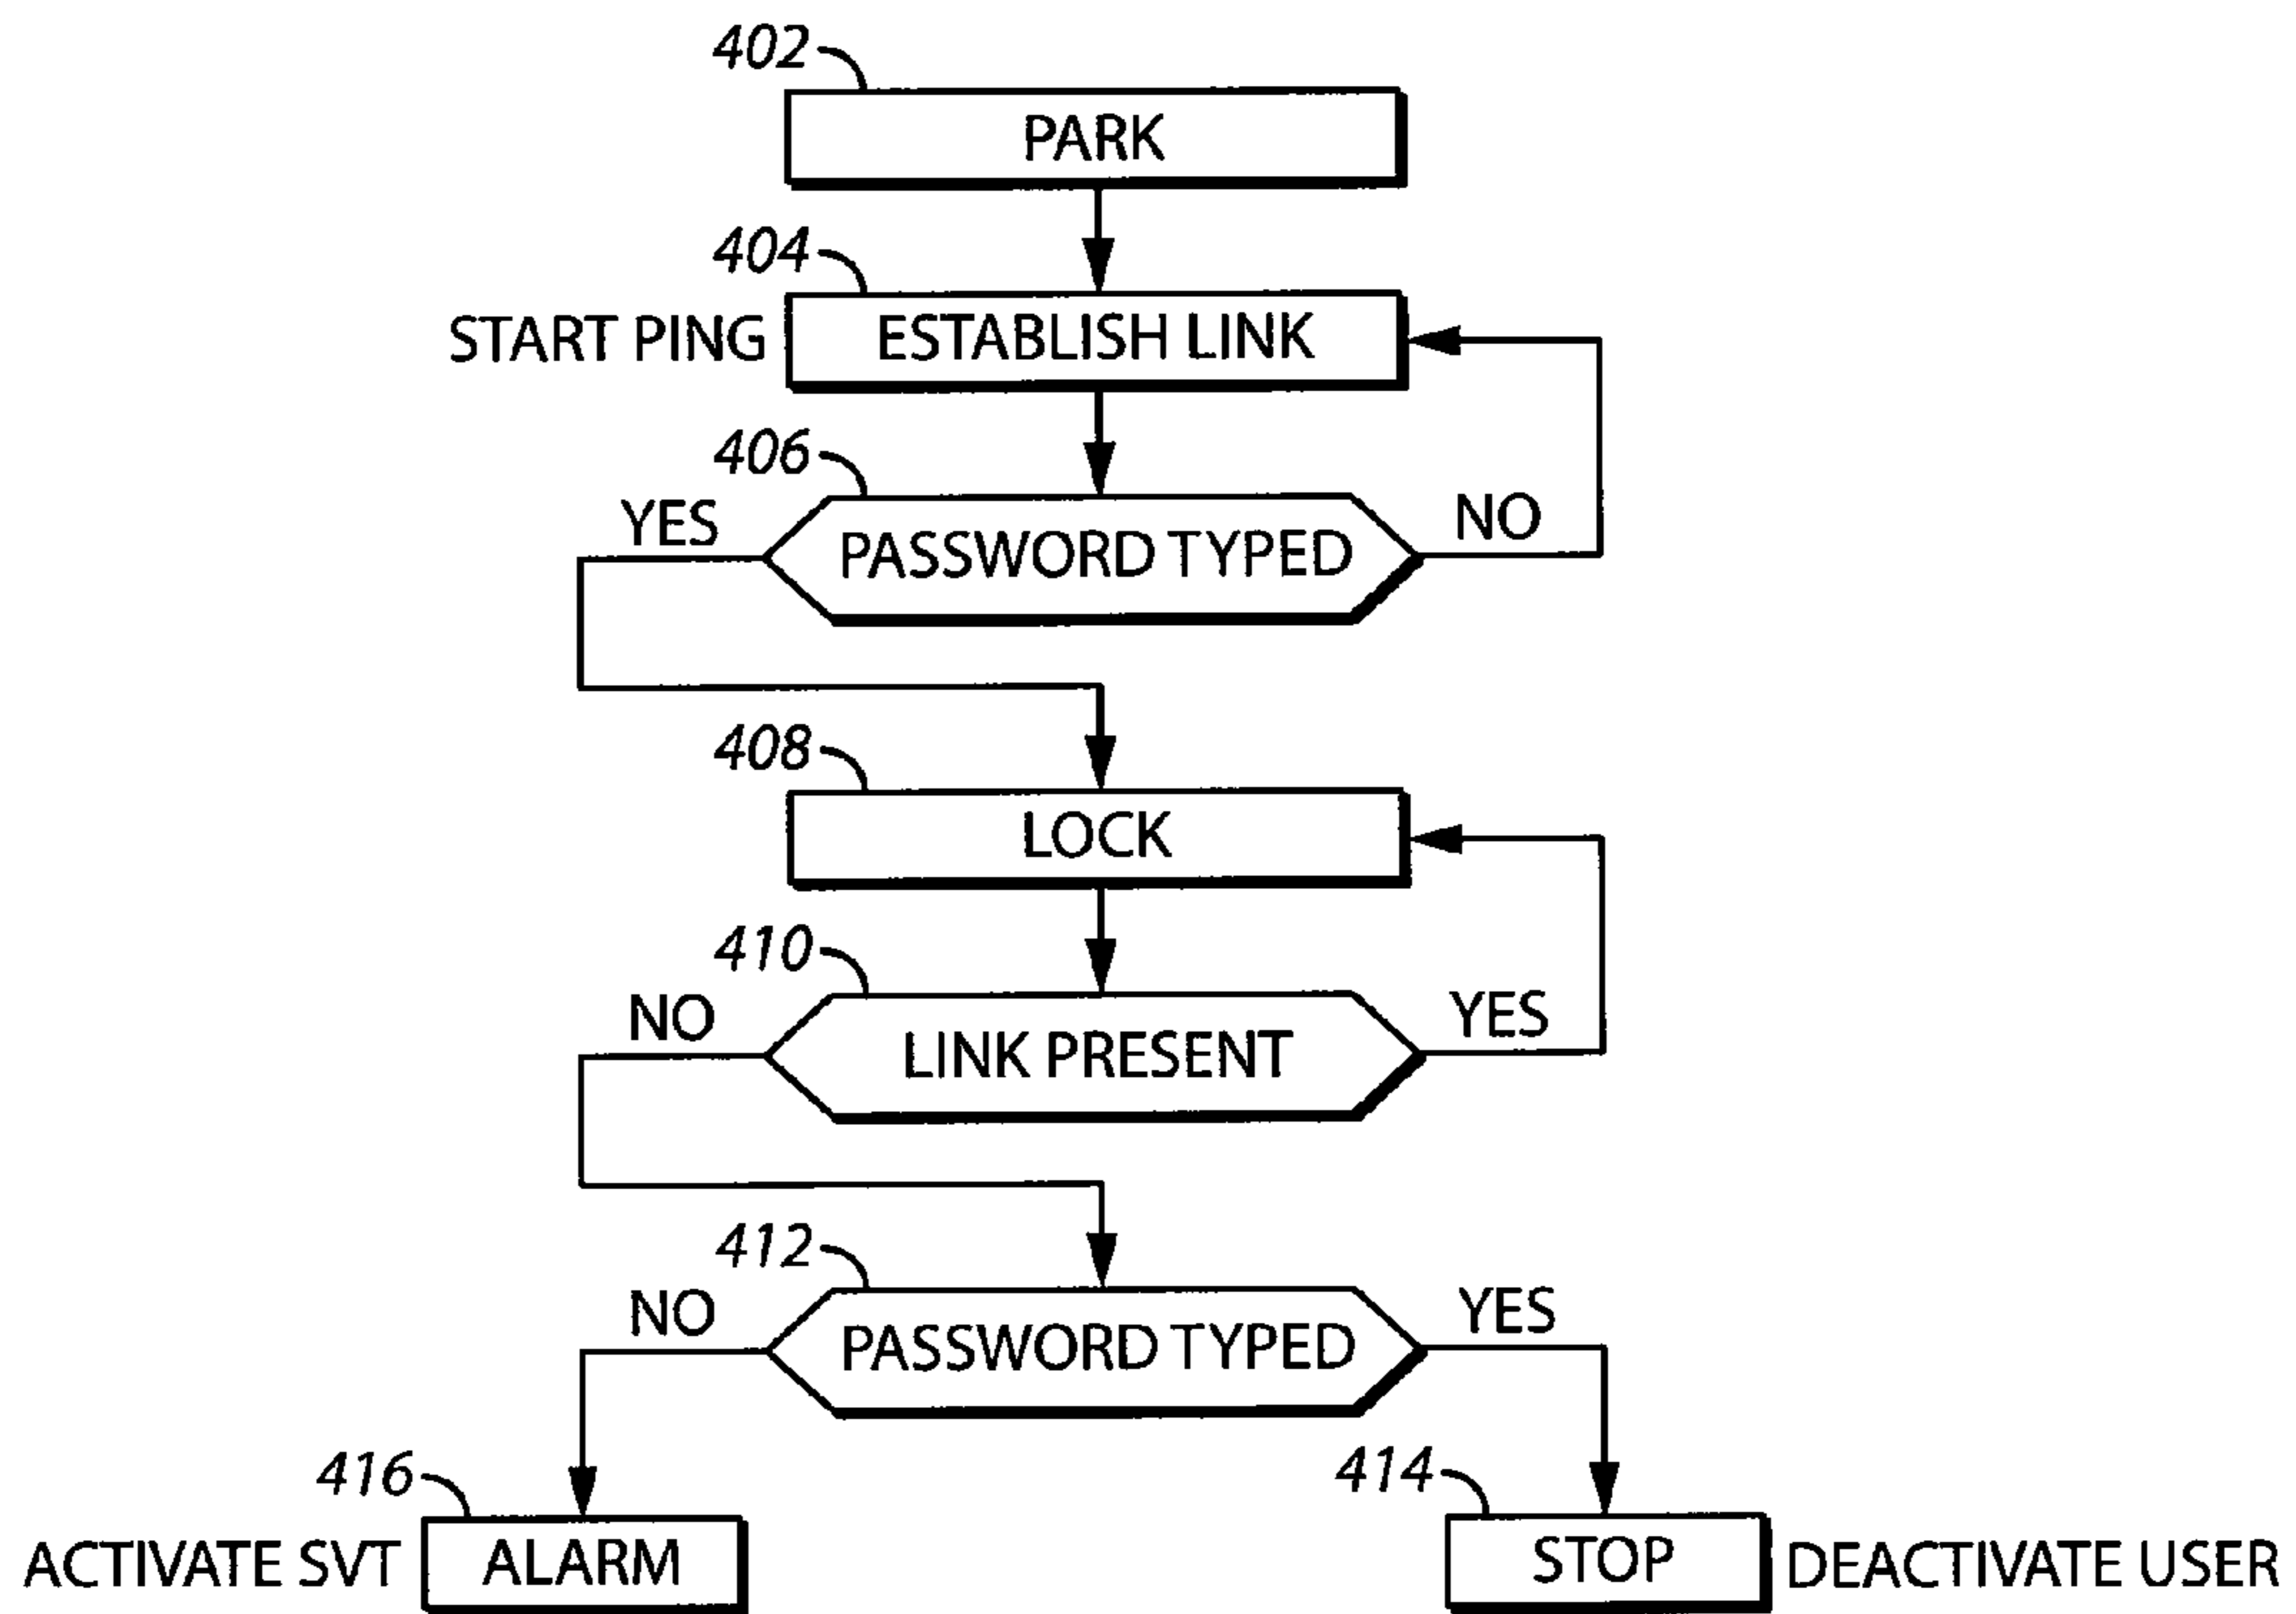 402
PARK
404
START PING
ESTABLISH LINK
406
YES
PASSWORD TYPED
NO
408
LOCK
410
NO
LINK PRESENT
YES
412
NO
PASSWORD TYPED
YES
416
414
ACTIVATE SVT
ALARM
STOP
DEACTIVATE USER